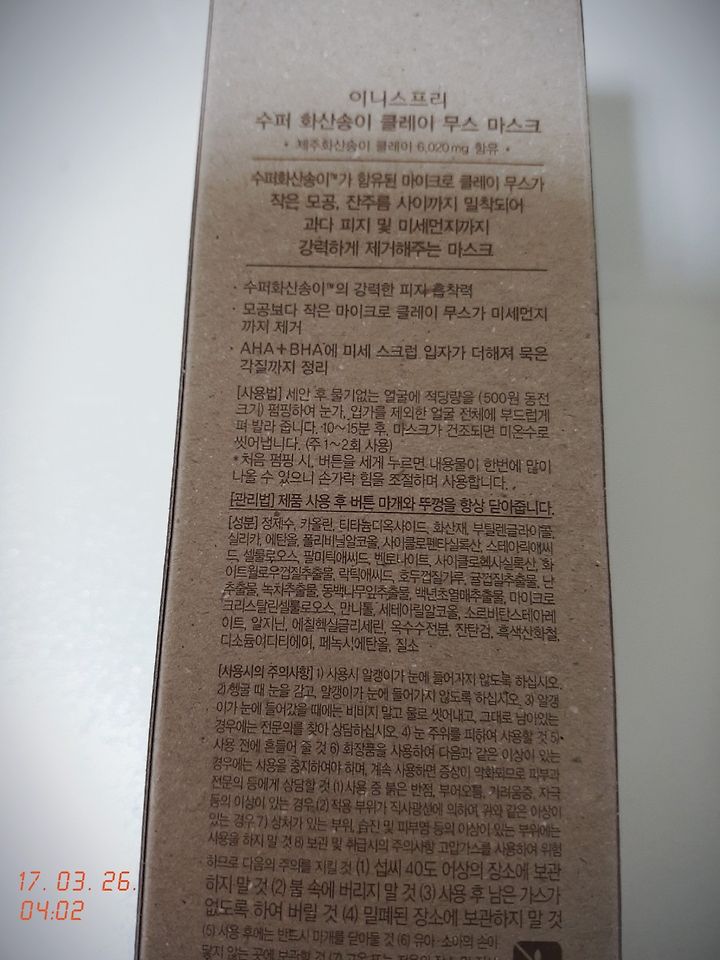 이니스프리
수퍼 화산송이 클레이 무스 마스크
• 제주화산송이 클레이 6,020mg 함유 •
수퍼화산송이™가 함유된 마이크로 클레이 무스가
작은 모공, 잔주름 사이까지 밀착되어
과다 피지 및 미세먼지까지
강력하게 제거해주는 마스크
· 수퍼화산송이™의 강력한 피지 흡착력
· 모공보다 작은 마이크로 클레이 무스가 미세먼지
까지 제거
· AHA+BHA에 미세 스크럽 입자가 더해져 묵은
각질까지 정리
[사용법] 세안 후 물기없는 얼굴에 적당량을 (500원 동전
크기) 펌핑하여 눈가, 입가를 제외한 얼굴 전체에 부드럽게
펴 발라 줍니다. 10~15분 후, 마스크가 건조되면 미온수로
씻어냅니다. (주 1~2회 사용)
*처음 펌핑 시, 버튼을 세게 누르면 내용물이 한번에 많이
나올 수 있으니 손가락 힘을 조절하며 사용합니다.
[관리법] 제품 사용 후 버튼 마개와 뚜껑을 항상 닫아줍니다.
[성분] 정제수, 카올린, 티타늄디옥사이드, 화산재, 부틸렌글라이콜,
실리카, 에탄올, 폴리비닐알코올, 사이클로펜타실록산, 스테아릭애씨
드, 셀룰로오스, 팔미틱애씨드, 벤토나이트, 사이클로헥사실록산, 화
이트윌로우껍질추출물, 락틱애씨드, 호두껍질가루, 귤껍질추출물, 난
추출물, 녹차추출물, 동백나무잎추출물, 백년초열매추출물, 마이크로
크리스탈린셀룰로오스, 만니톨, 세테아릴알코올, 소르비탄스테아레
이트, 알지닌, 에칠헥실글리세린, 옥수수전분, 잔탄검, 흑색산화철,
디소듐이디티에이, 페녹시에탄올, 질소
[사용시의 주의사항] 1) 사용시 알갱이가 눈에 들어가지 않도록 하십시오.
2) 헹굴 때 눈을 감고, 알갱이가 눈에 들어가지 않도록 하십시오. 3) 알갱
이가 눈에 들어갔을 때에는 비비지 말고 물로 씻어내고, 그대로 남아있는
경우에는 전문의를 찾아 상담하십시오. 4) 눈 주위를 피하여 사용할 것 5)
사용 전에 흔들어 줄 것 6) 화장품을 사용하여 다음과 같은 이상이 있는
경우에는 사용을 중지하여야 하며, 계속 사용하면 증상이 악화되므로 피부과
전문의 등에게 상담할 것 (1) 사용 중 붉은 반점, 부어오름, 가려움증, 자극
등의 이상이 있는 경우 (2) 적용 부위가 직사광선에 의하여, 위와 같은 이상이
있는 경우 7) 상처가 있는 부위, 습진 및 피부염 등의 이상이 있는 부위에는
사용을 하지 말 것 8) 보관 및 취급시의 주의사항 고압가스를 사용하여 위험
하므로 다음의 주의를 지킬 것 (1) 섭씨 40도 이상의 장소에 보관
하지 말 것 (2) 불 속에 버리지 말 것 (3) 사용 후 남은 가스가
없도록 하여 버릴 것 (4) 밀폐된 장소에 보관하지 말 것
(5) 사용 후에는 반드시 마개를 닫아둘 것 (6) 유아·소아의 손이
닿지 않는 곳에 보관할 것 (7) 고온 또는
17. 03. 26.
04:02